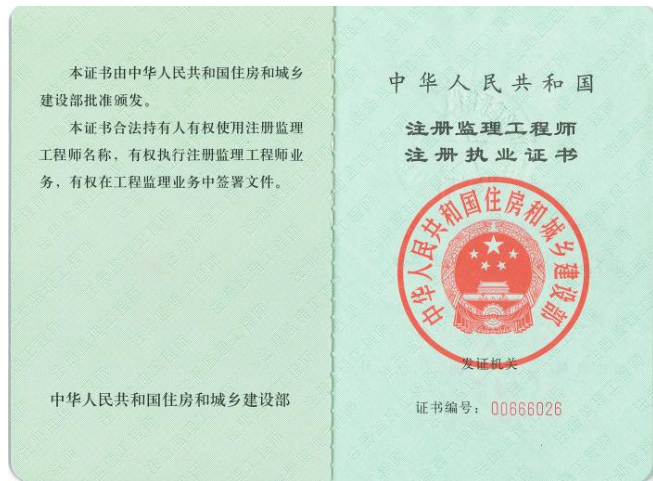 本证书由中华人民共和国住房和城乡
建设部批准颁发。
本证书合法持有人有权使用注册监理
工程师名称，有权执行注册监理工程师业
务，有权在工程监理业务中签署文件。
中华人民共和国住房和城乡建设部
中华人民共和国
注册监理工程师
注册执业证书
中华人民共和国住房和城乡建设部
发证机关
证书编号：00666026